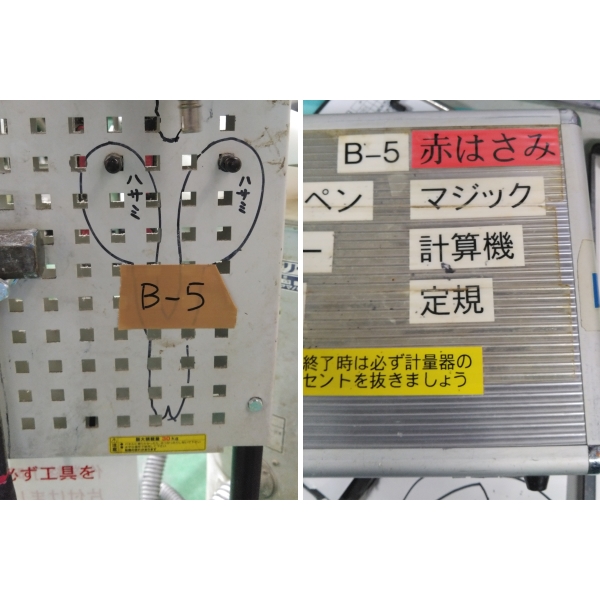 ハサミ
ハサミ
B-5
必ず工具を
B-5
赤はさみ
ペン
マジック
ー
計算機
定規
終了時は必ず計量器の
セントを抜きましょう